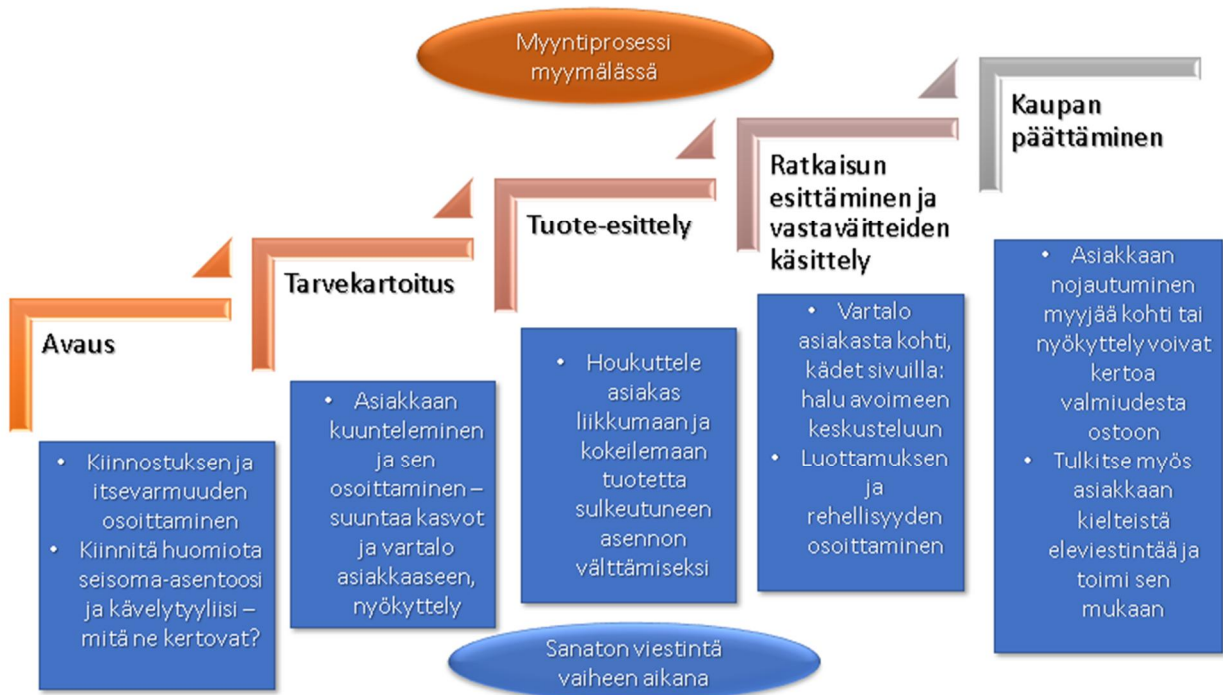 Myyntiprosessi
myymälässä
Avaus
• Kiinnostuksen ja
itsevarmuuden
osoittaminen
• Kiinnitä huomiota
seisoma-asentoosi
ja kävelytyyliisi –
mitä ne kertovat?
Tarvekartoitus
• Asiakkaan
kuunteleminen
ja sen
osoittaminen –
suuntaa kasvot
ja vartalo
asiakkaaseen,
nyökyttely
Tuote-esittely
• Houkuttele
asiakas
liikkumaan ja
kokeilemaan
tuotetta
sulkeutuneen
asennon
välttämiseksi
Ratkaisun
esittäminen ja
vastaväitteiden
käsittely
• Vartalo
asiakasta kohti,
kädet sivuilla:
halu avoimeen
keskusteluun
• Luottamuksen
ja
rehellisyyden
osoittaminen
Kaupan
päättäminen
• Asiakkaan
nojautuminen
myyjää kohti tai
nyökyttely voivat
kertoa
valmiudesta
ostoon
• Tulkitse myös
asiakkaan
kielteistä
eleviestintää ja
toimi sen
mukaan
Sanaton viestintä
vaiheen aikana